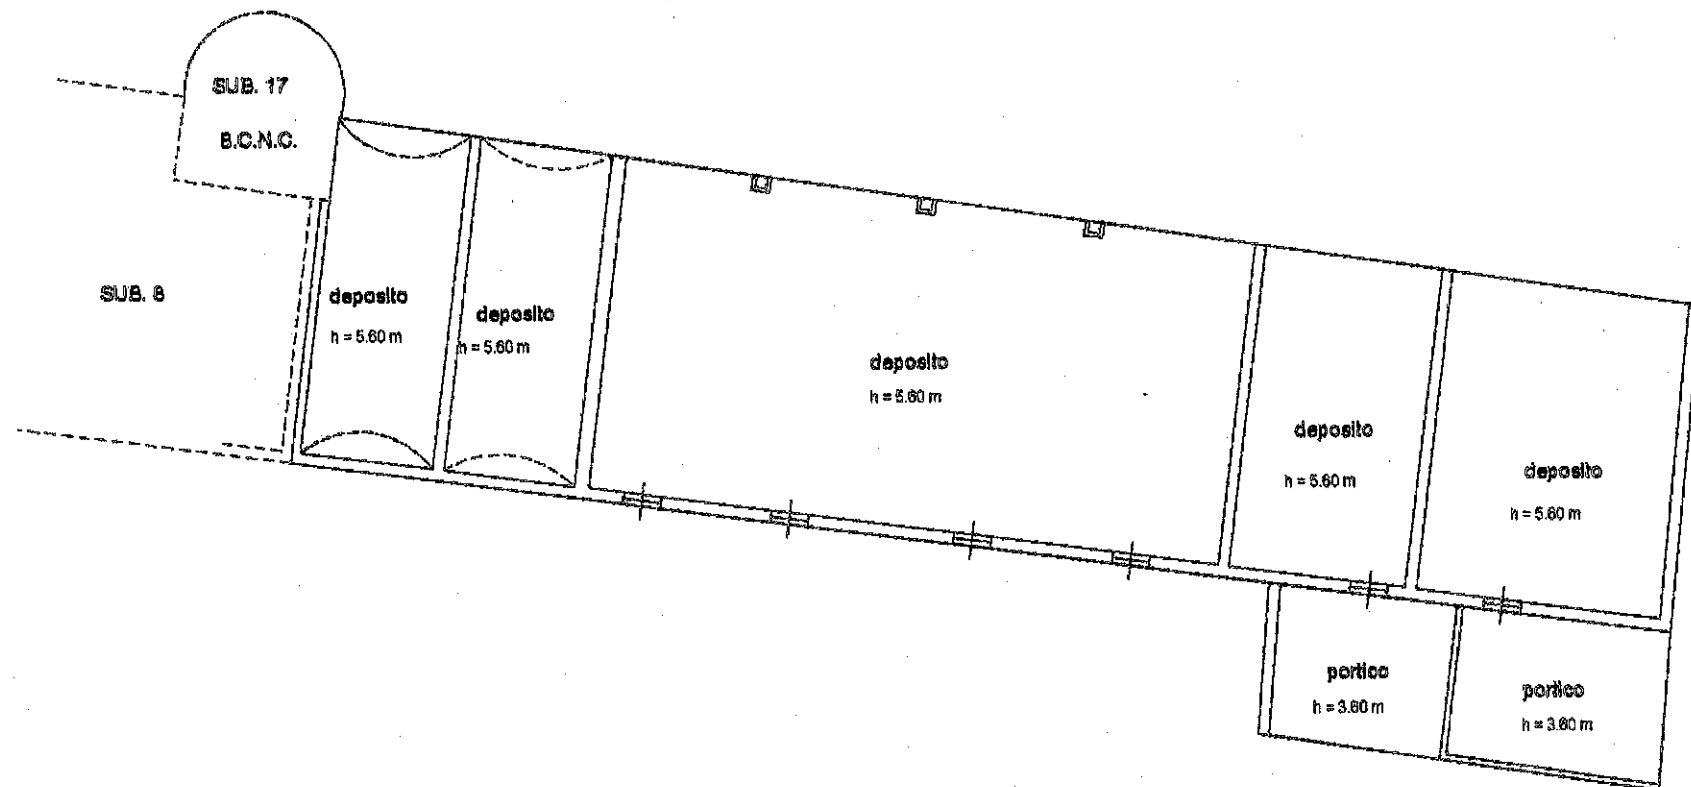 SUB. 17
B.C.N.C.
SUB. 8
deposito
h = 5.60 m
deposito
h = 5.60 m
deposito
h = 5.60 m
deposito
h = 5.60 m
deposito
h = 5.60 m
portico
h = 3.60 m
portico
h = 3.60 m